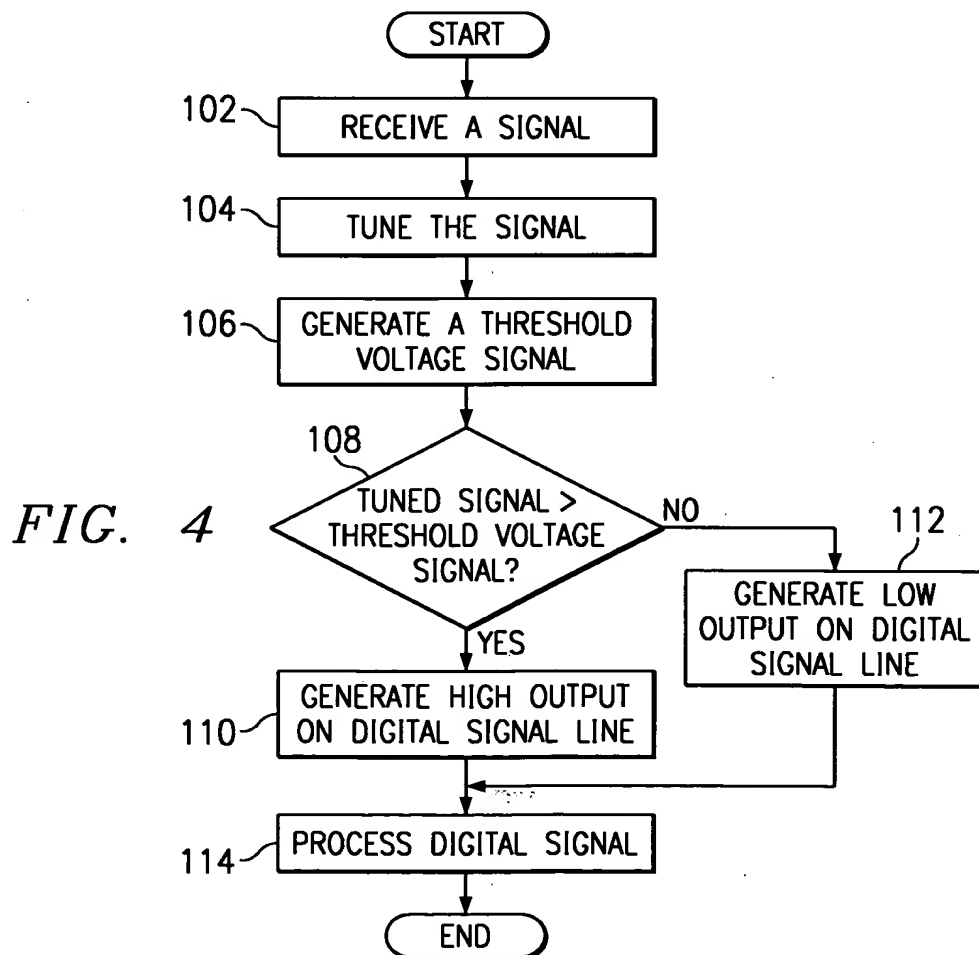 START
102
RECEIVE A SIGNAL
104
TUNE THE SIGNAL
106
GENERATE A THRESHOLD
VOLTAGE SIGNAL
108
TUNED SIGNAL >
THRESHOLD VOLTAGE
SIGNAL?
NO
FIG. 4
112
GENERATE LOW
OUTPUT ON DIGITAL
SIGNAL LINE
YES
110
GENERATE HIGH OUTPUT
ON DIGITAL SIGNAL LINE
114
PROCESS DIGITAL SIGNAL
END